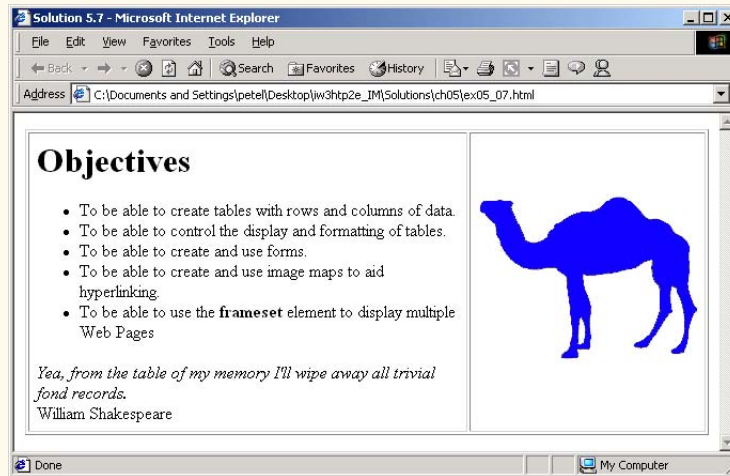 Solution 5.7 - Microsoft Internet Explorer
File Edit View Favorites Tools Help
Back Search Favorites History
Address C:\Documents and Settings\petel\Desktop\iw3htp2e_IM\Solutions\ch05\ex05_07.html
Objectives
• To be able to create tables with rows and columns of data.
• To be able to control the display and formatting of tables.
• To be able to create and use forms.
• To be able to create and use image maps to aid
hyperlinking.
• To be able to use the frameset element to display multiple
Web Pages
Yea, from the table of my memory I'll wipe away all trivial
fond records.
William Shakespeare
Done My Computer